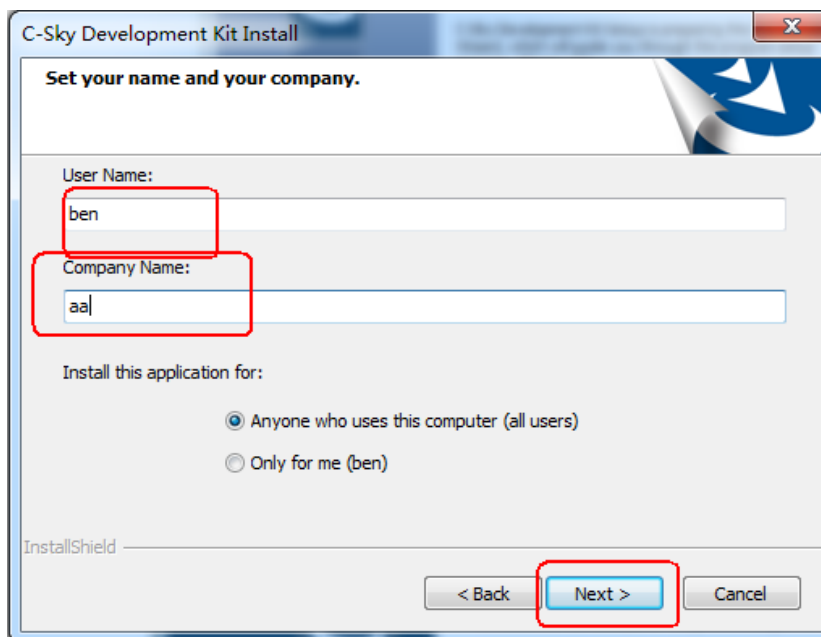 C-Sky Development Kit Install
Set your name and your company.
User Name:
ben
Company Name:
aa
Install this application for:
Anyone who uses this computer (all users)
Only for me (ben)
InstallShield
< Back
Next >
Cancel